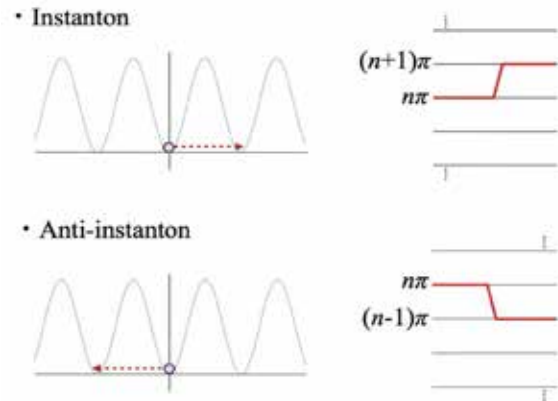 ・Instanton
(n+1)π
nπ
・Anti-instanton
nπ
(n-1)π